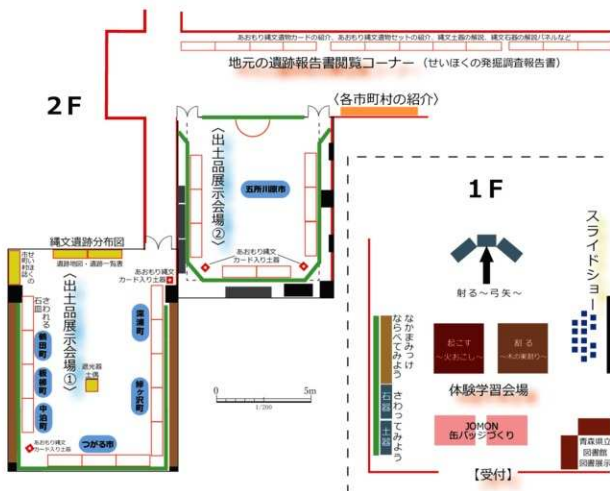 あおもり縄文遺物カードの紹介、あおもり縄文遺物セットの紹介、縄文土器の解説、縄文石器の解説パネルなど
地元の遺跡報告書閲覧コーナー（せいほくの発掘調査報告書）
2F
〈各市町村の紹介〉
〈出土品展示会場②〉
五所川原市
あおもり縄文
カード入り土器
縄文遺跡分布図
遺跡地図・遺跡一覧表
せいほくの
市町村誌
あおもり縄文
カード入り土器
〈出土品展示会場①〉
さわれる
石皿
深浦町
鶴田町
遮光器
土偶
板柳町
鰺ヶ沢町
中泊町
つがる市
あおもり縄文
カード入り土器
0
5m
1/200
1F
スライドショー
射る～弓矢～
なかまみっけ
ならべてみよう
起こす
～火おこし～
割る
～木の実割り～
体験学習会場
さわってみよう
石器
土器
JOMON
缶バッジづくり
【受付】
青森県立
図書館
図書展示